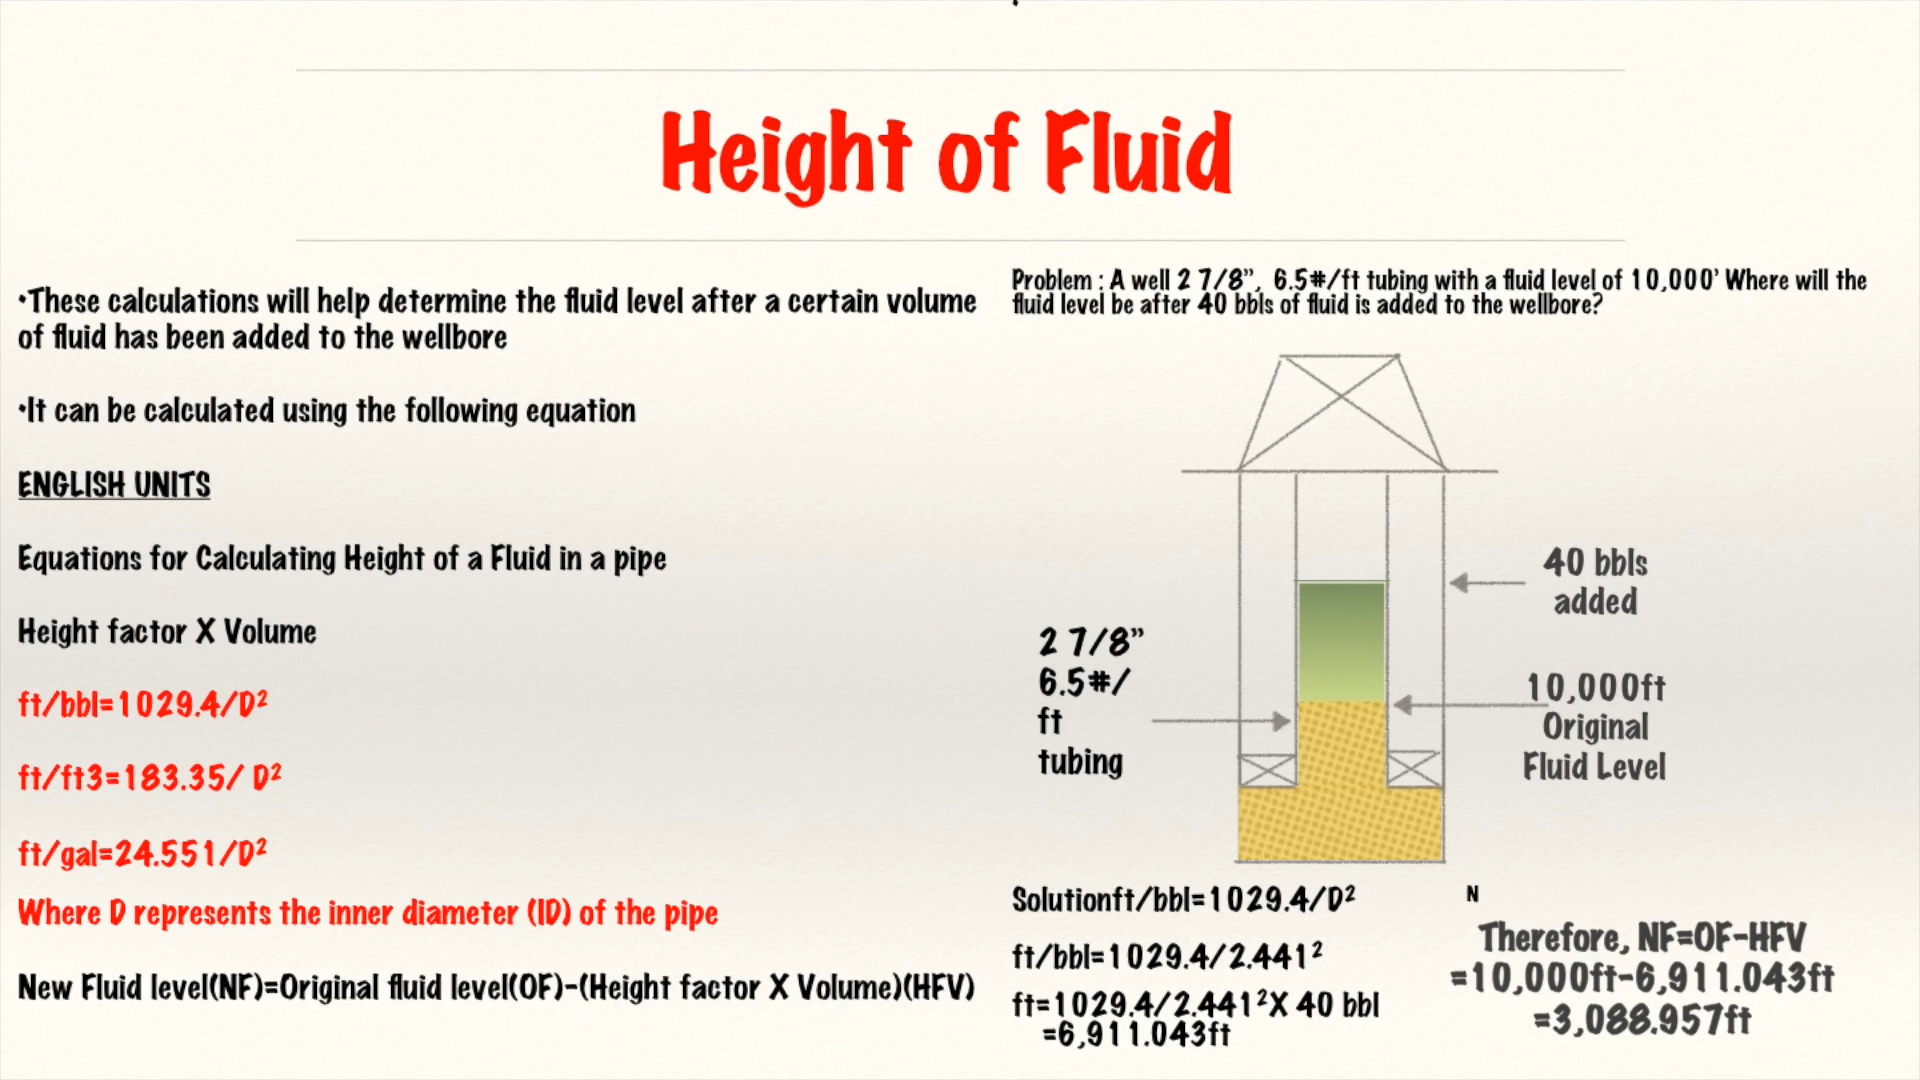 Height of Fluid
•These calculations will help determine the fluid level after a certain volume
of fluid has been added to the wellbore
•It can be calculated using the following equation
ENGLISH UNITS
Equations for Calculating Height of a Fluid in a pipe
Height factor X Volume
ft/bbl=1029.4/D²
ft/ft3=183.35/ D²
ft/gal=24.551/D²
Where D represents the inner diameter (ID) of the pipe
New Fluid level(NF)=Original fluid level(OF)-(Height factor X Volume)(HFV)
Problem : A well 2 7/8”, 6.5#/ft tubing with a fluid level of 10,000’ Where will the
fluid level be after 40 bbls of fluid is added to the wellbore?
40 bbls
added
2 7/8”
6.5#/
ft
tubing
10,000ft
Original
Fluid Level
Solutionft/bbl=1029.4/D²
ft/bbl=1029.4/2.441²
ft=1029.4/2.441²X 40 bbl
=6,911.043ft
N
Therefore, NF=OF-HFV
=10,000ft-6,911.043ft
=3,088.957ft